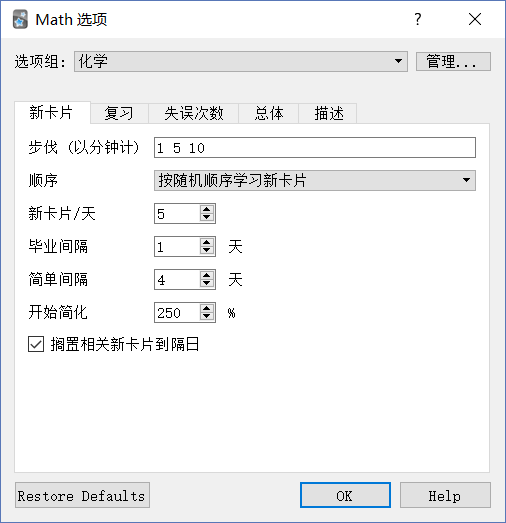 Math 选项
选项组: 化学 管理...
新卡片 复习 失误次数 总体 描述
步伐 (以分钟计) 1 5 10
顺序 按随机顺序学习新卡片
新卡片/天 5
毕业间隔 1 天
简单间隔 4 天
开始简化 250 %
搁置相关新卡片到隔日
Restore Defaults OK Help